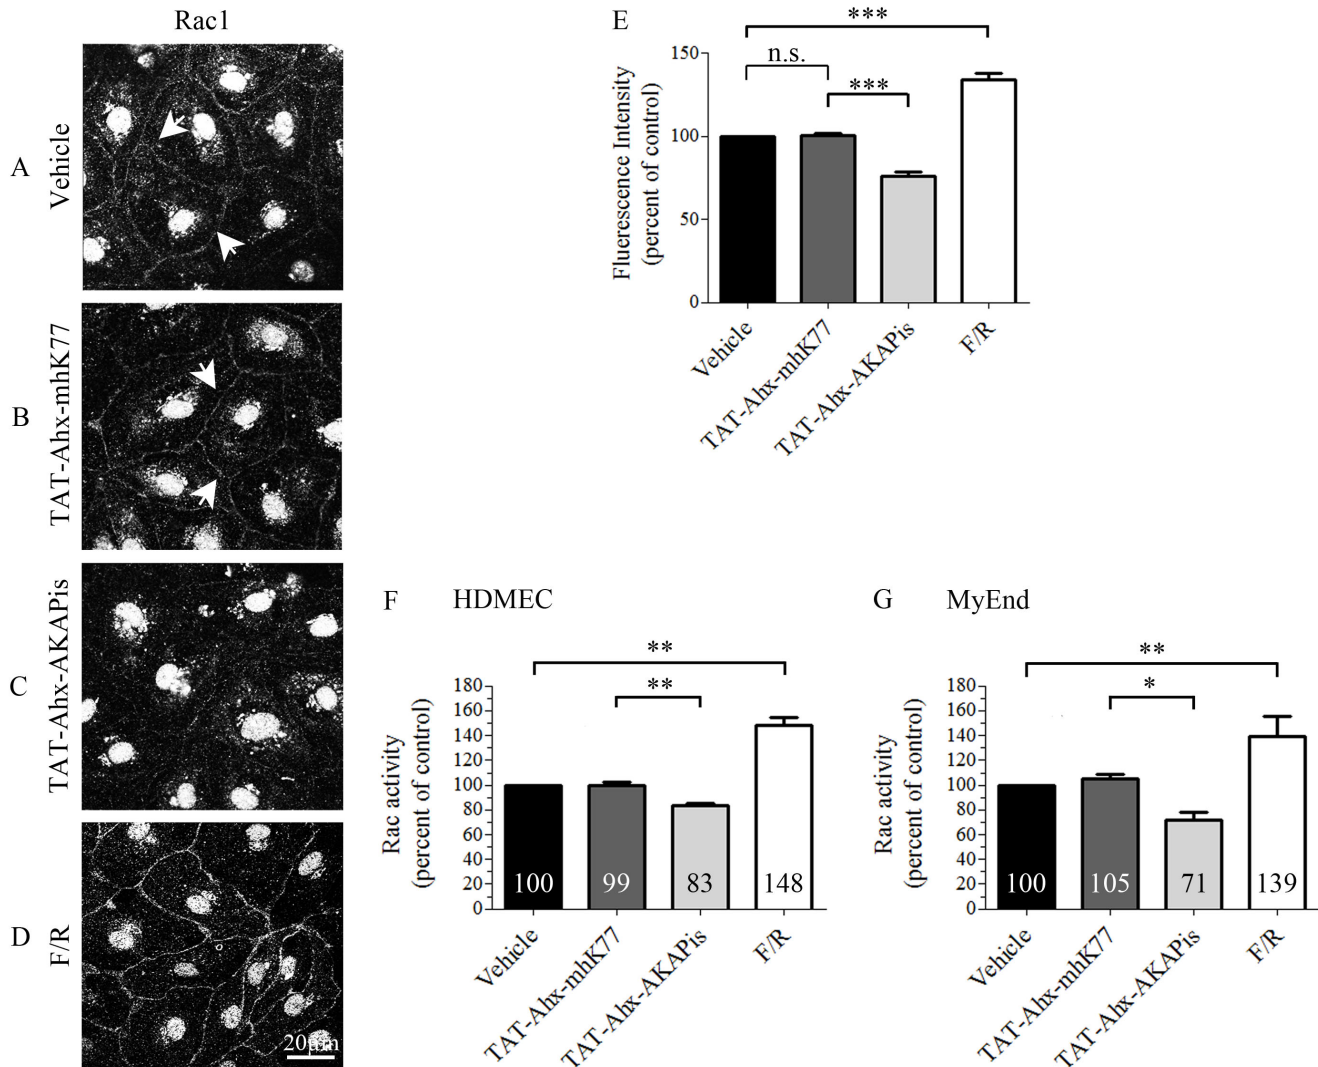 Rac1
A
Vehicle
B
TAT-Ahx-mhK77
C
TAT-Ahx-AKAPis
D
F/R
20µm
E
***
n.s.
***
Fluerescence Intensity
(percent of control)
150
100
50
0
Vehicle
TAT-Ahx-mhK77
TAT-Ahx-AKAPis
F/R
F HDMEC
**
**
Rac activity
(percent of control)
180
160
140
120
100
80
60
40
20
0
100 99 83 148
Vehicle
TAT-Ahx-mhK77
TAT-Ahx-AKAPis
F/R
G MyEnd
**
*
Rac activity
(percent of control)
180
160
140
120
100
80
60
40
20
0
100 105 71 139
Vehicle
TAT-Ahx-mhK77
TAT-Ahx-AKAPis
F/R